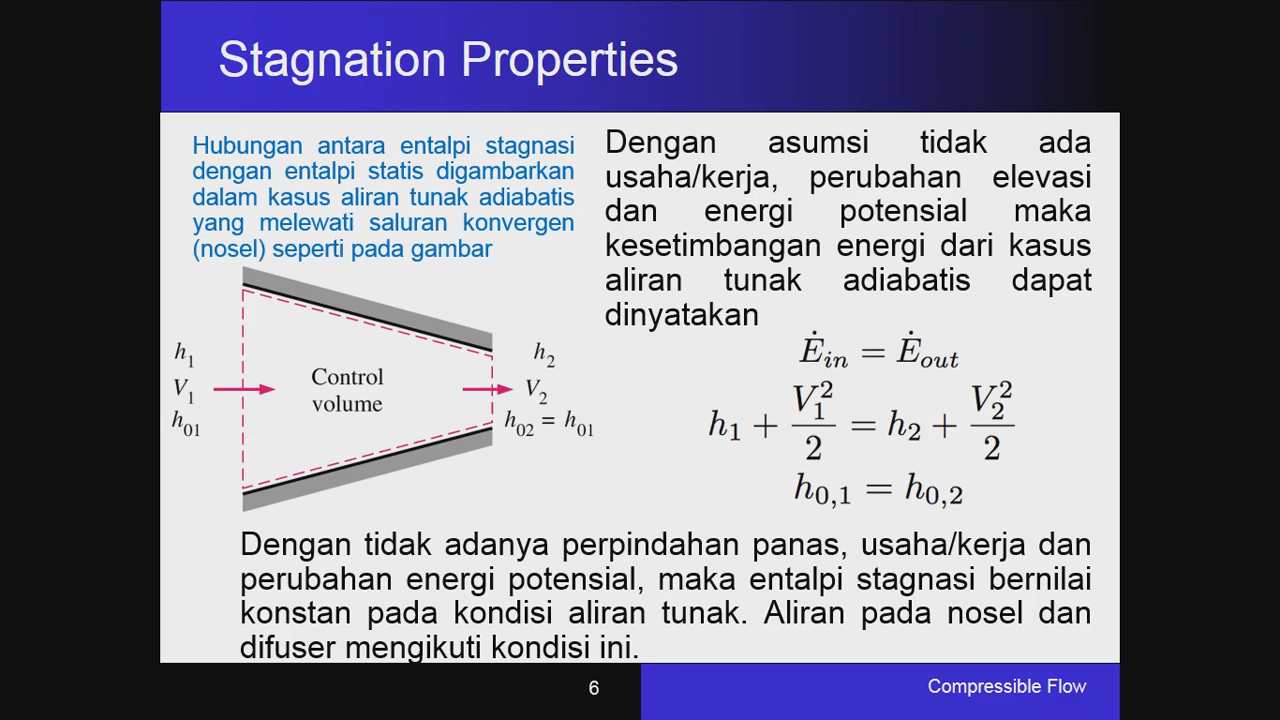 Stagnation Properties
Hubungan antara entalpi stagnasi
dengan entalpi statis digambarkan
dalam kasus aliran tunak adiabatis
yang melewati saluran konvergen
(nosel) seperti pada gambar
h₁
V₁
h₀₁
Control
volume
h₂
V₂
h₀₂ = h₀₁
Dengan asumsi tidak ada
usaha/kerja, perubahan elevasi
dan energi potensial maka
kesetimbangan energi dari kasus
aliran tunak adiabatis dapat
dinyatakan
Ė_in = Ė_out
h₁ + V₁²/2 = h₂ + V₂²/2
h₀,₁ = h₀,₂
Dengan tidak adanya perpindahan panas, usaha/kerja dan
perubahan energi potensial, maka entalpi stagnasi bernilai
konstan pada kondisi aliran tunak. Aliran pada nosel dan
difuser mengikuti kondisi ini.
6
Compressible Flow